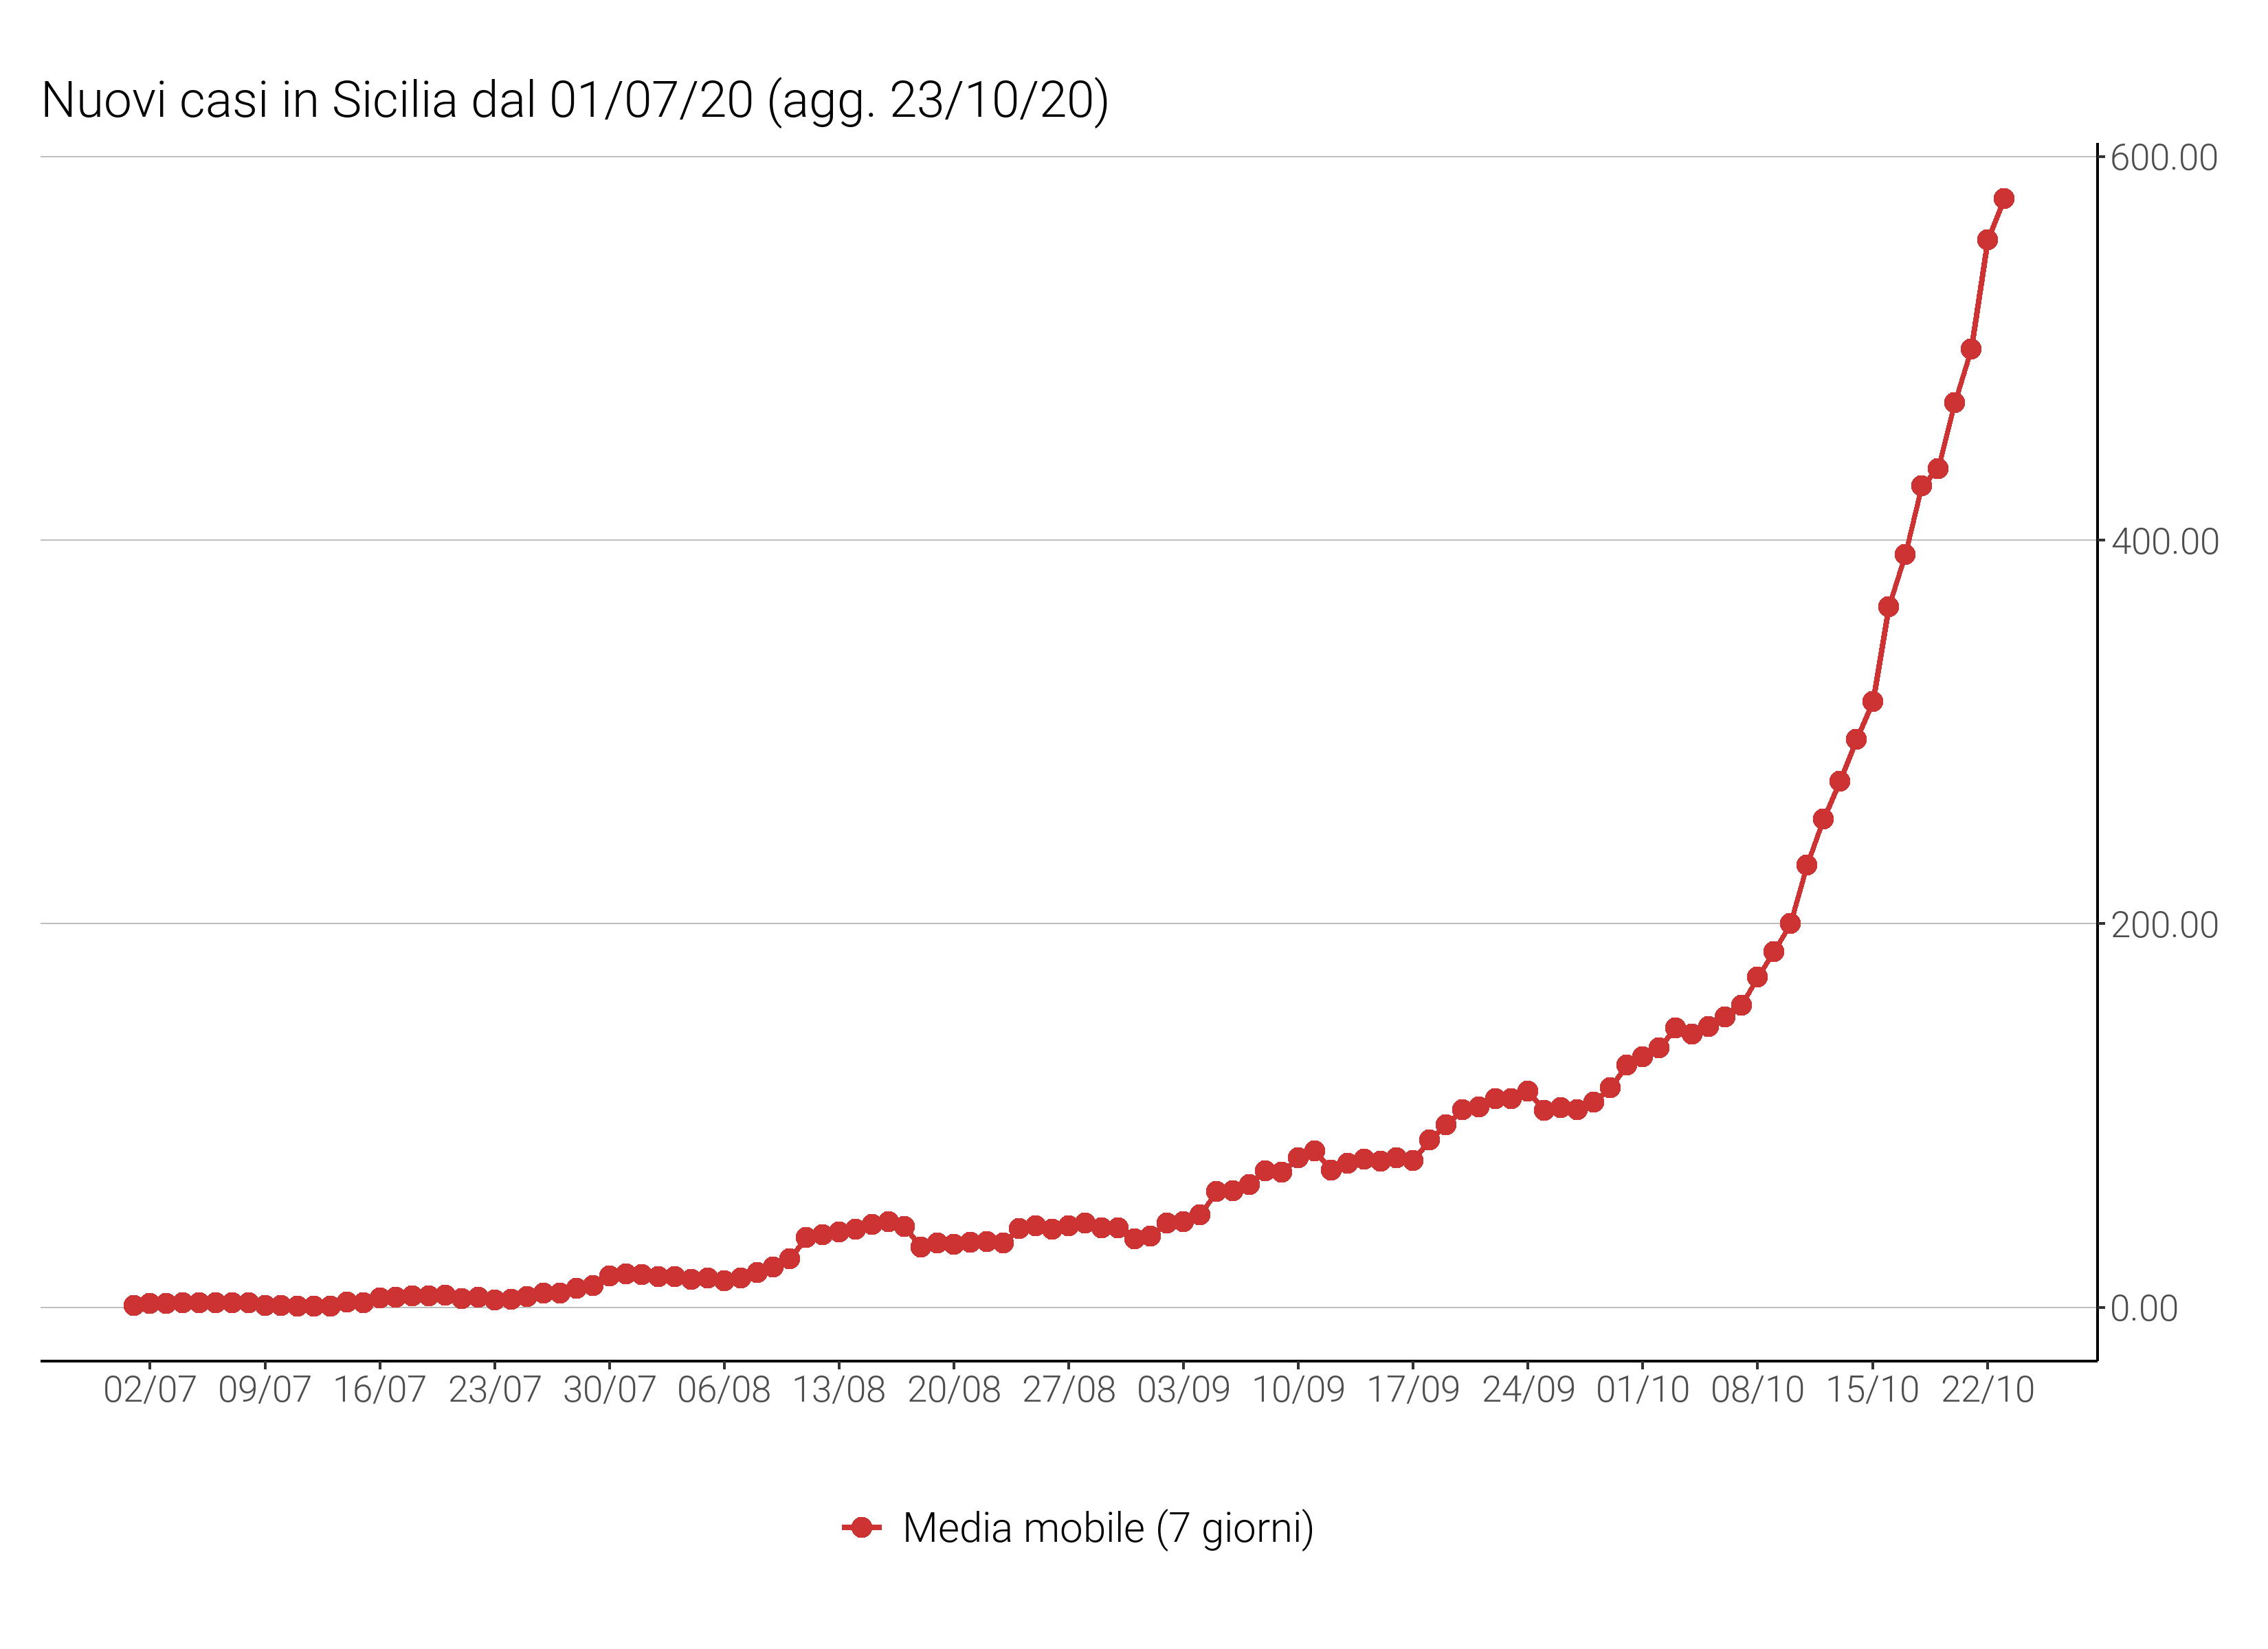 Nuovi casi in Sicilia dal 01/07/20 (agg. 23/10/20)
600.00
400.00
200.00
0.00
02/07 09/07 16/07 23/07 30/07 06/08 13/08 20/08 27/08 03/09 10/09 17/09 24/09 01/10 08/10 15/10 22/10
Media mobile (7 giorni)